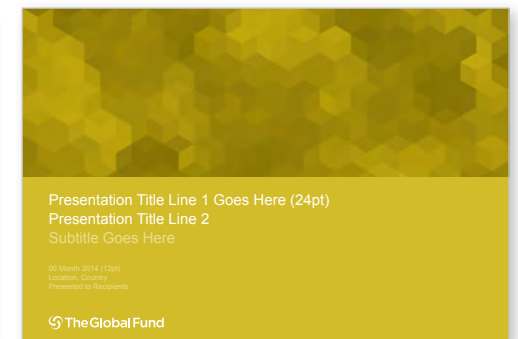 Presentation Title Line 1 Goes Here (24pt)
Presentation Title Line 2
Subtitle Goes Here
00 Month 2014 (12pt)
Location, Country
Presented to Recipients
The Global Fund